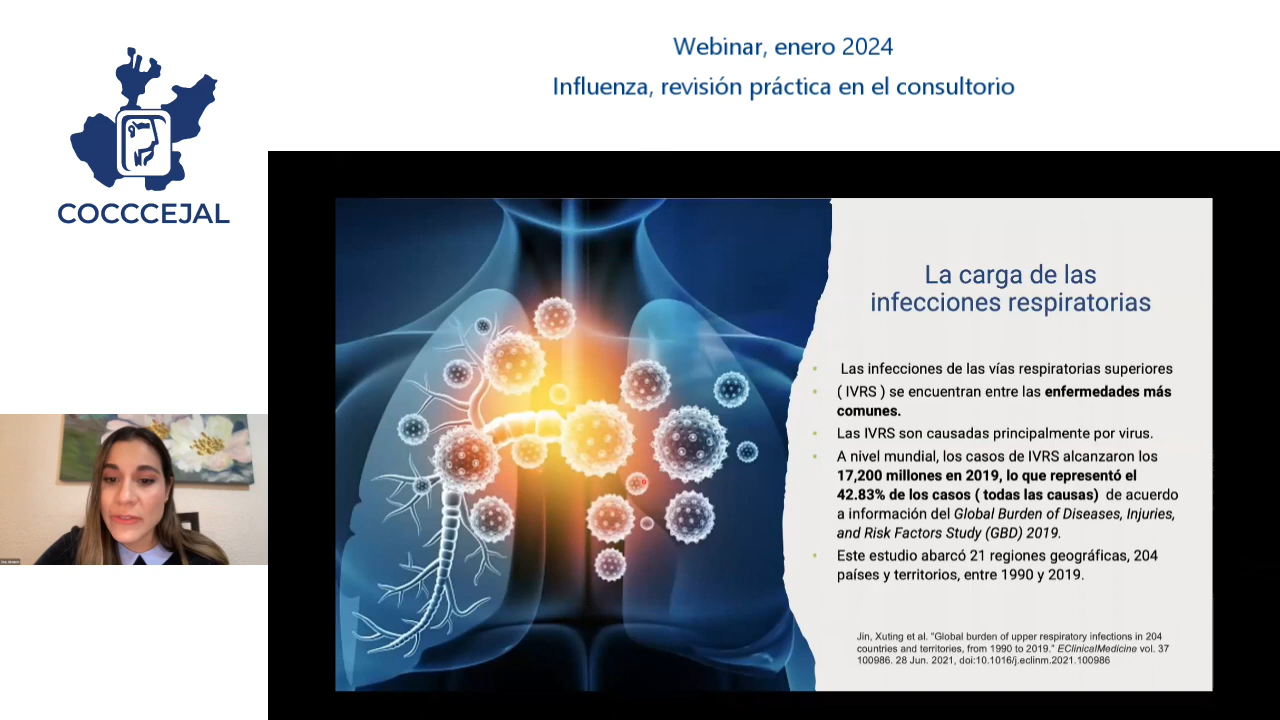 Webinar, enero 2024
Influenza, revisión práctica en el consultorio
COCCCEJAL
La carga de las
infecciones respiratorias
Las infecciones de las vías respiratorias superiores
( IVRS ) se encuentran entre las enfermedades más
comunes.
Las IVRS son causadas principalmente por virus.
A nivel mundial, los casos de IVRS alcanzaron los
17,200 millones en 2019, lo que representó el
42.83% de los casos ( todas las causas) de acuerdo
a información del Global Burden of Diseases, Injuries,
and Risk Factors Study (GBD) 2019.
Este estudio abarcó 21 regiones geográficas, 204
países y territorios, entre 1990 y 2019.
Jin, Xuting et al. "Global burden of upper respiratory infections in 204
countries and territories, from 1990 to 2019." EClinicalMedicine vol. 37
100986. 28 Jun. 2021, doi:10.1016/j.eclinm.2021.100986